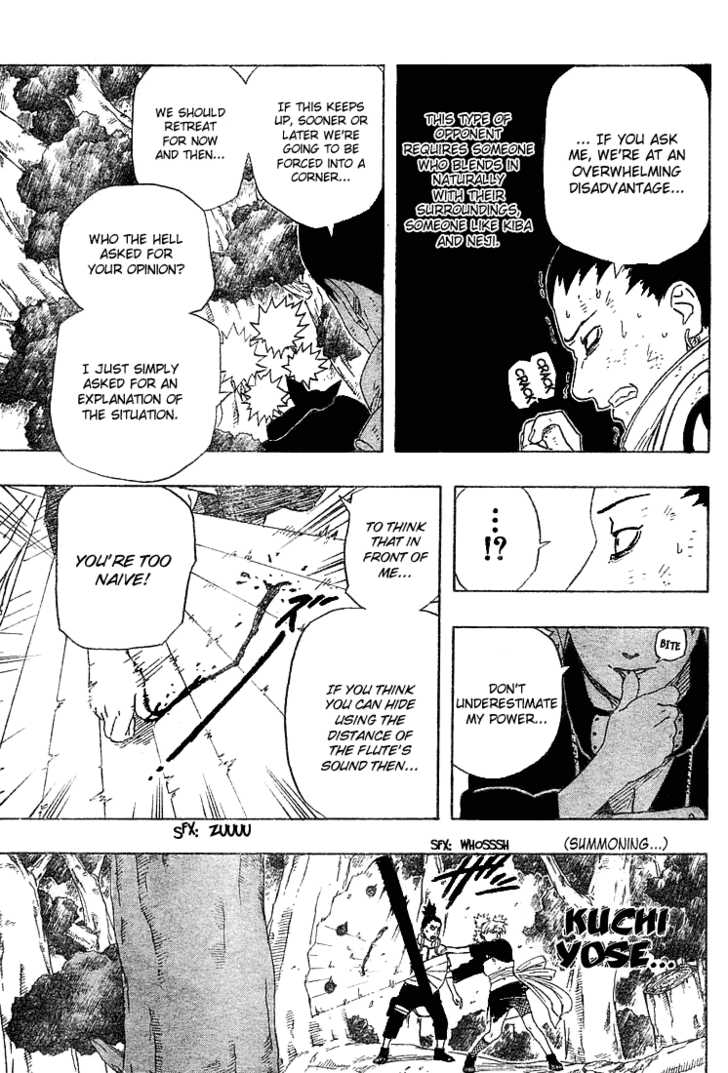 ... IF YOU ASK
ME, WE'RE AT AN
OVERWHELMING
DISADVANTAGE...
THIS TYPE OF
OPPONENT
REQUIRES SOMEONE
WHO BLENDS IN
NATURALLY
WITH THEIR
SURROUNDINGS,
SOMEONE LIKE KIBA
AND NEJI.
CRACK
CRACK
IF THIS KEEPS
UP, SOONER OR
LATER WE'RE
GOING TO BE
FORCED INTO A
CORNER...
WE SHOULD
RETREAT
FOR NOW
AND THEN...
WHO THE HELL
ASKED FOR
YOUR OPINION?
I JUST SIMPLY
ASKED FOR AN
EXPLANATION
OF THE SITUATION.
...
!?
BITE
DON'T
UNDERESTIMATE
MY POWER...
TO THINK
THAT IN
FRONT OF
ME...
IF YOU THINK
YOU CAN HIDE
USING THE
DISTANCE OF
THE FLUTE'S
SOUND THEN...
YOU'RE TOO
NAIVE!
ズーー
SFX: ZUUUU
SFX: WHOSSSH
(SUMMONING...)
KUCHI
YOSE...